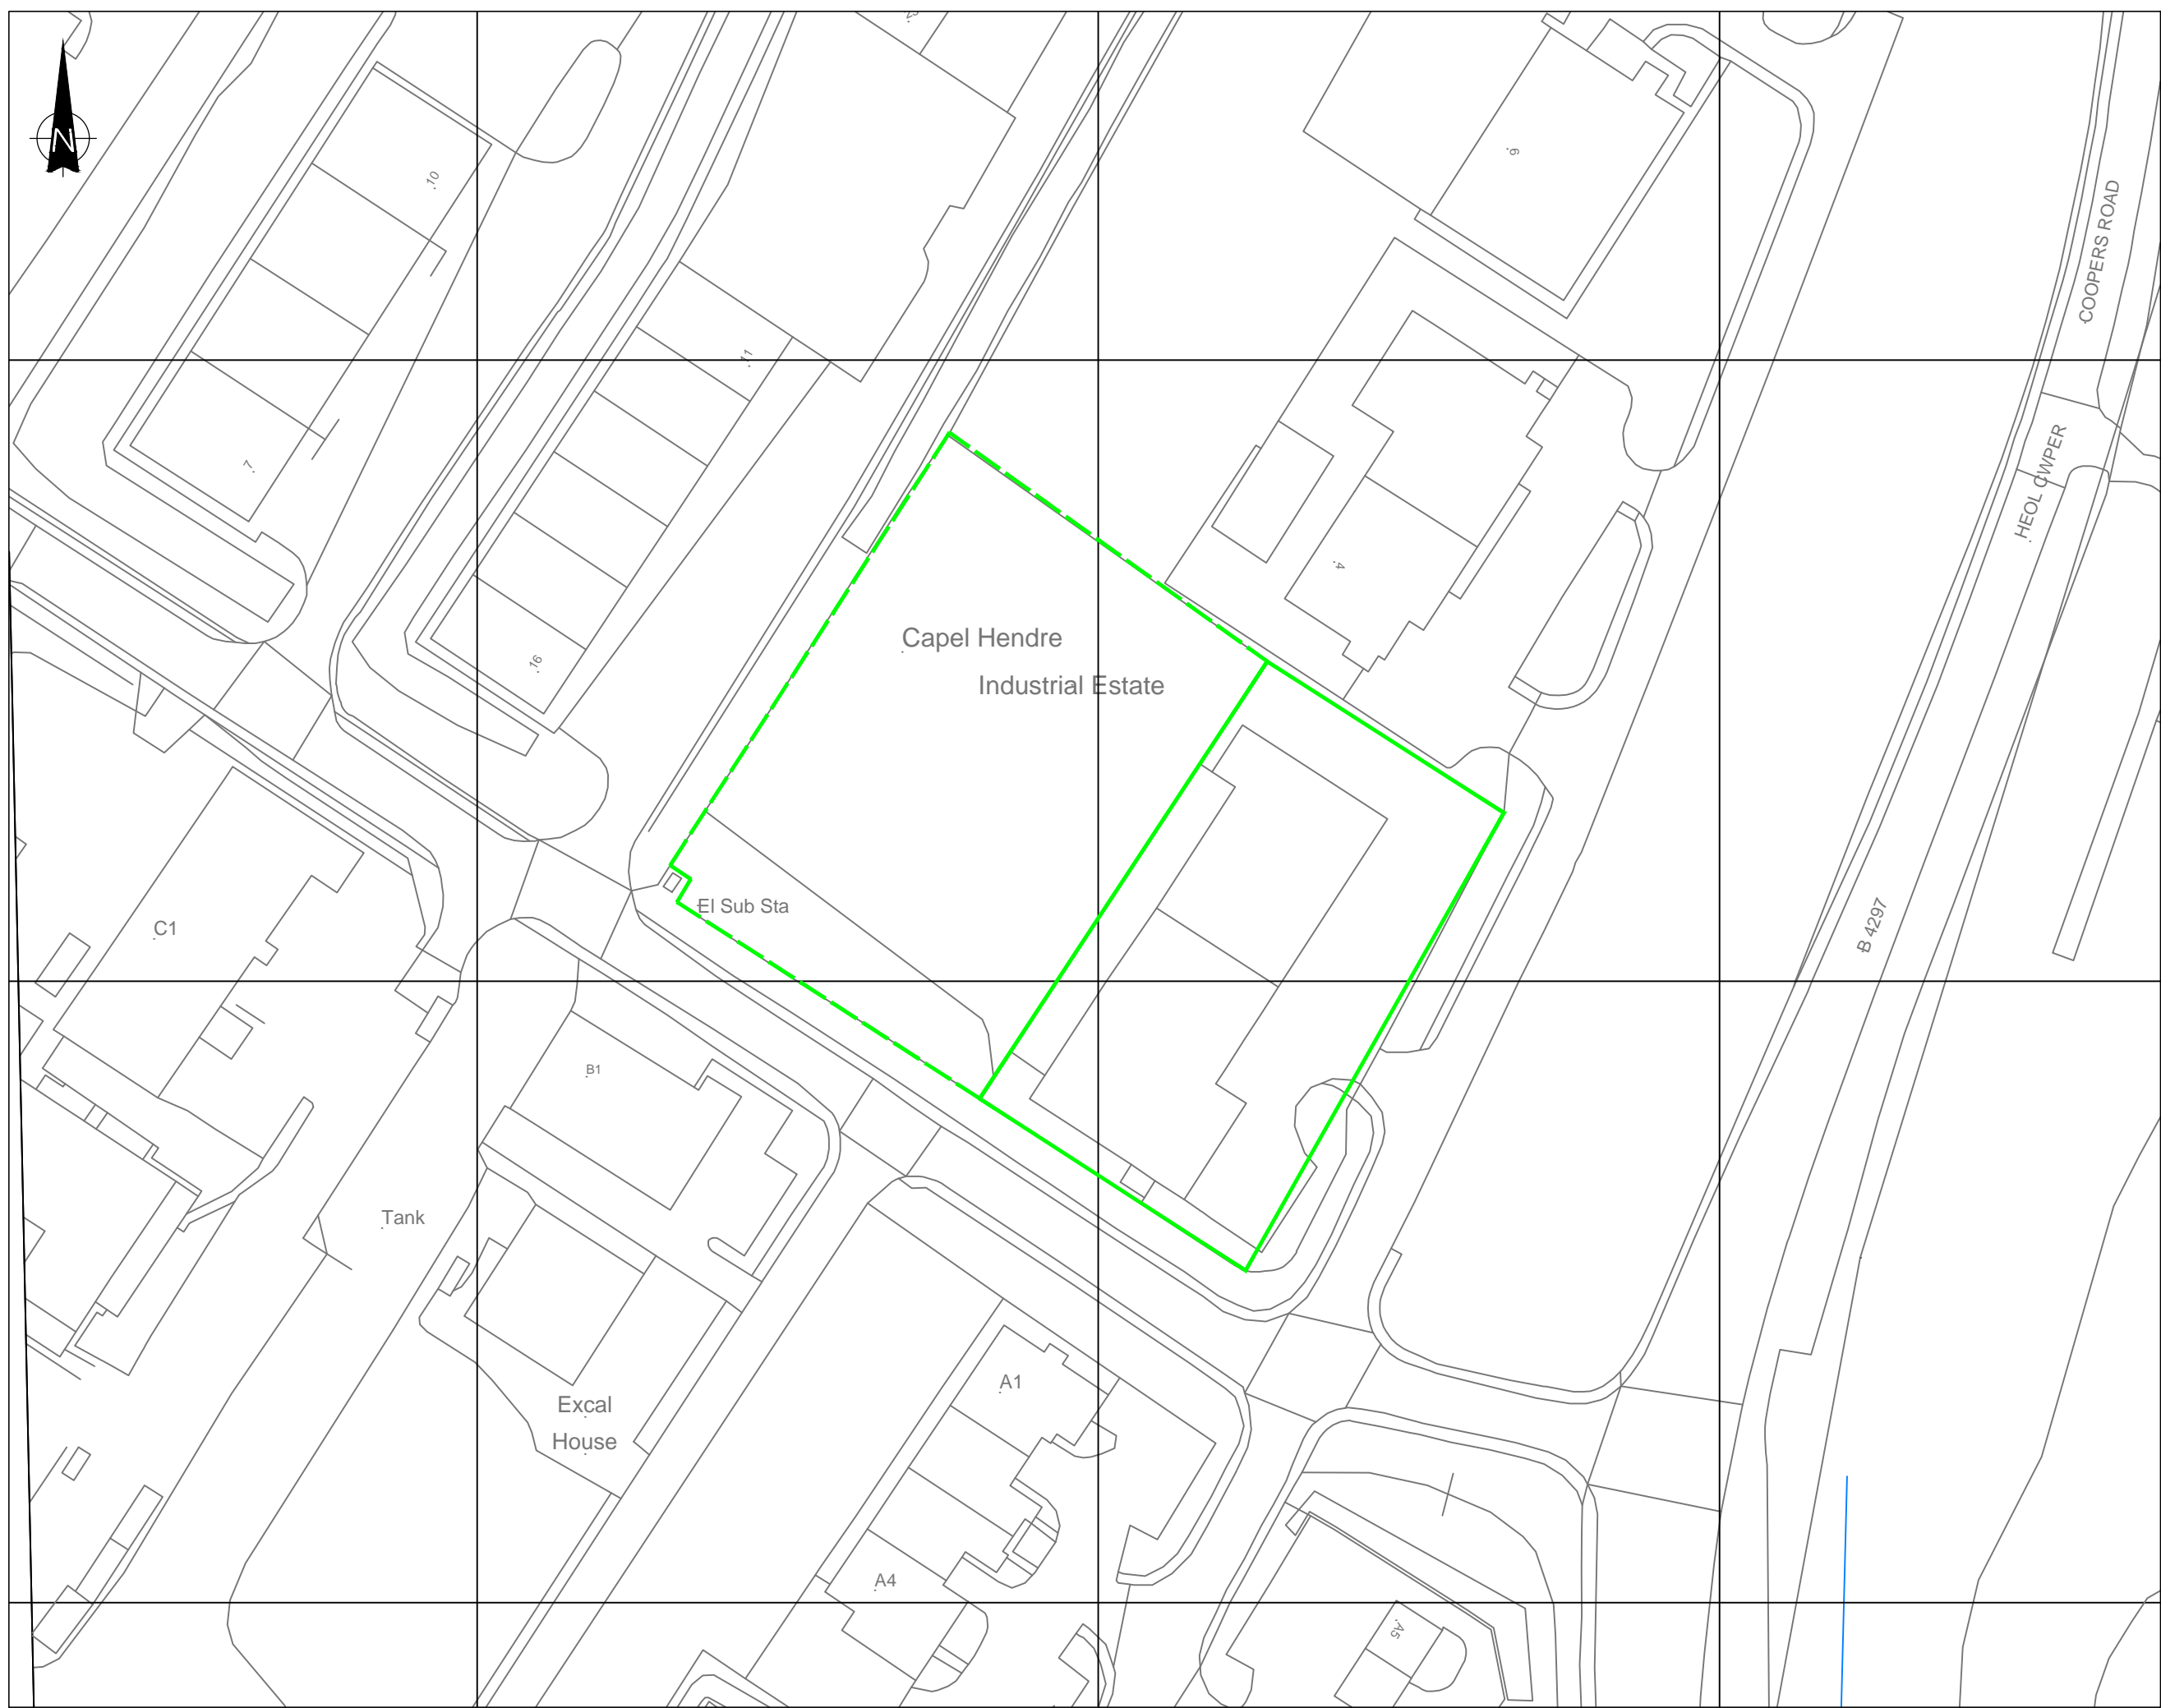 N
10
9
COOPERS ROAD
11
7
HEOL CWPER
4
Capel Hendre
Industrial Estate
16
El Sub Sta
C1
B 4297
B1
Tank
A1
Excal
House
A4
A5